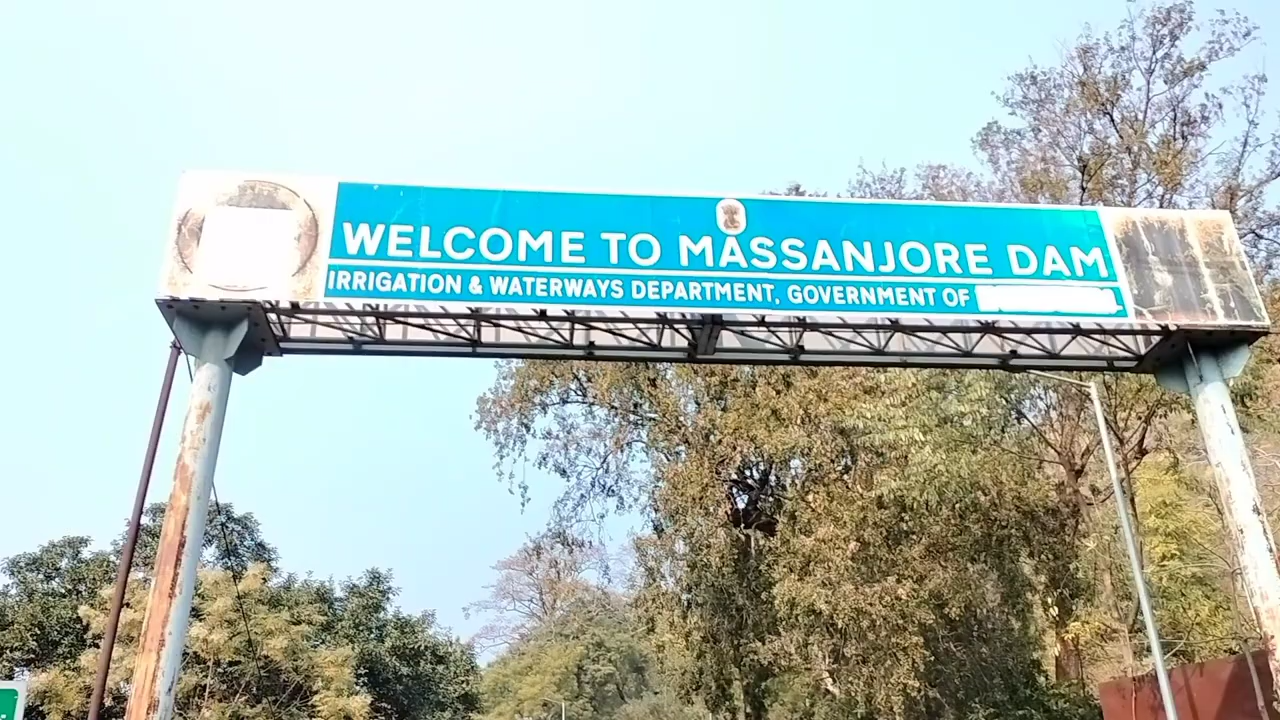 WELCOME TO MASSANJORE DAM
IRRIGATION & WATERWAYS DEPARTMENT, GOVERNMENT OF